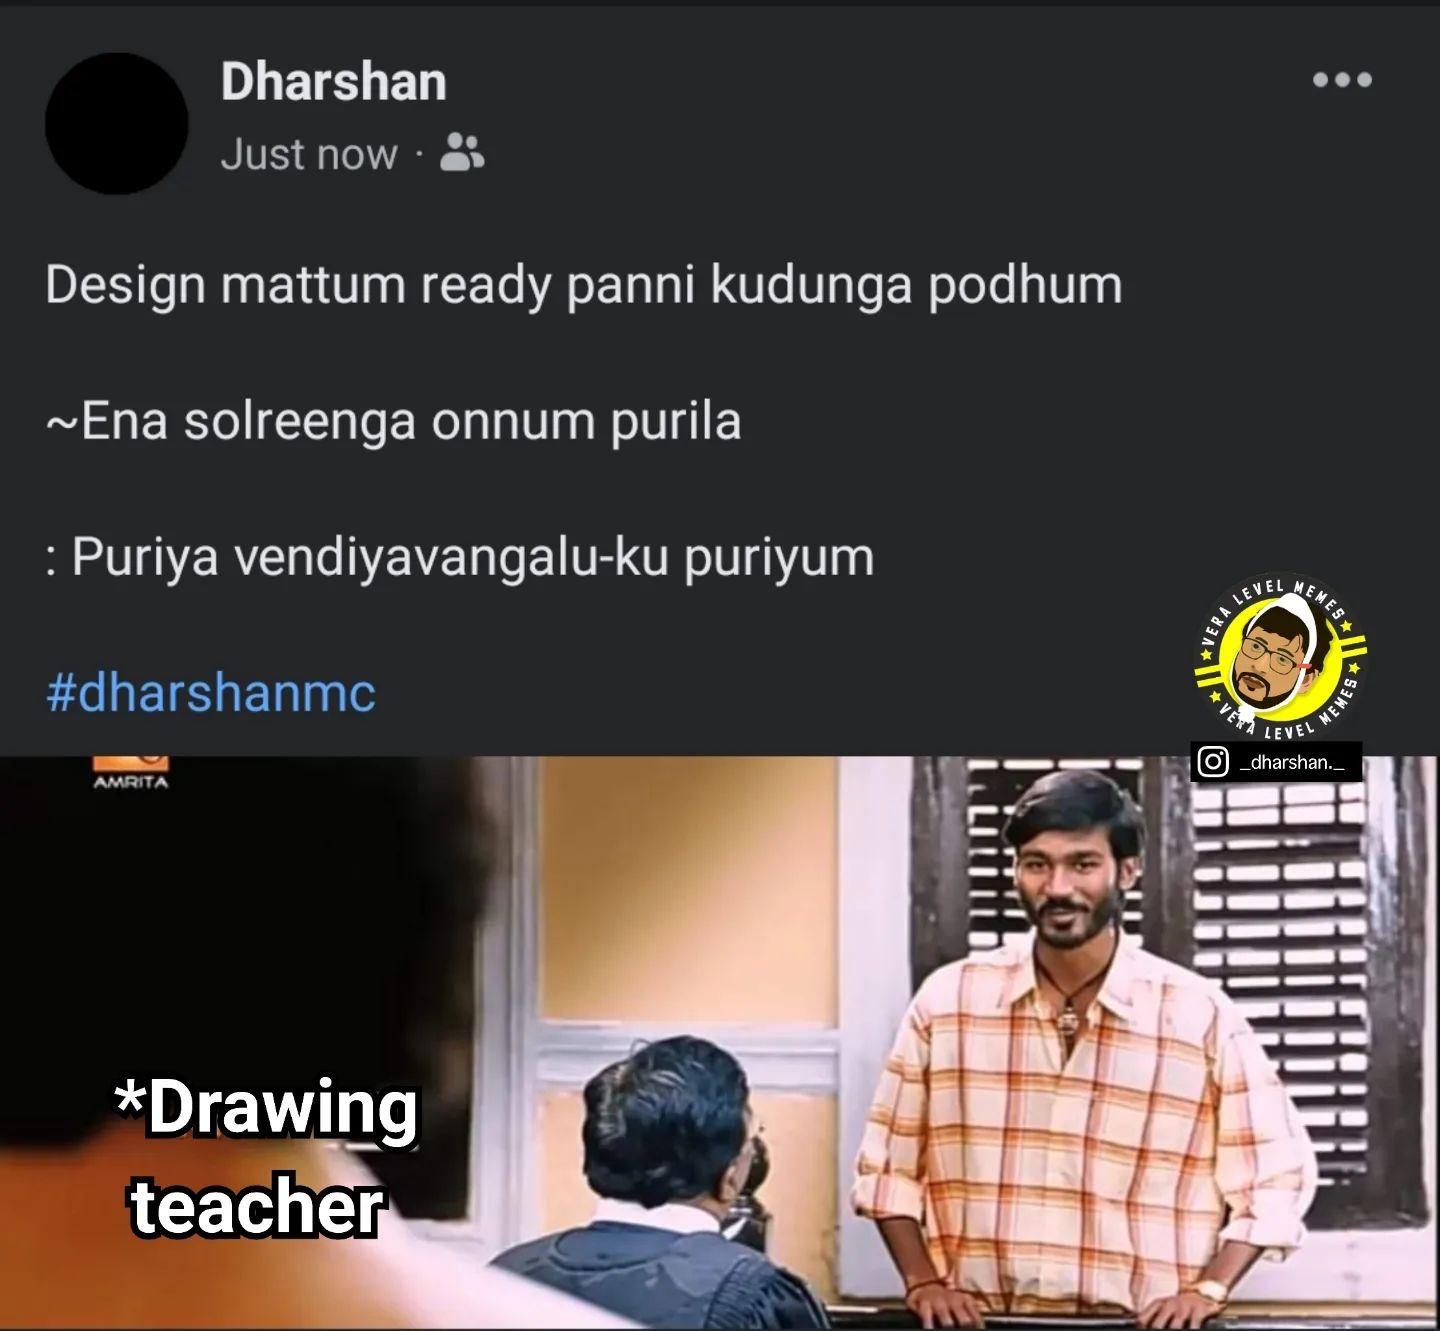 Dharshan
Just now ·
Design mattum ready panni kudunga podhum
~Ena solreenga onnum purila
: Puriya vendiyavangalu-ku puriyum
#dharshanmc
VERA LEVEL MEMES
VERA LEVEL MEMES
_dharshan._
AMRITA
*Drawing
teacher